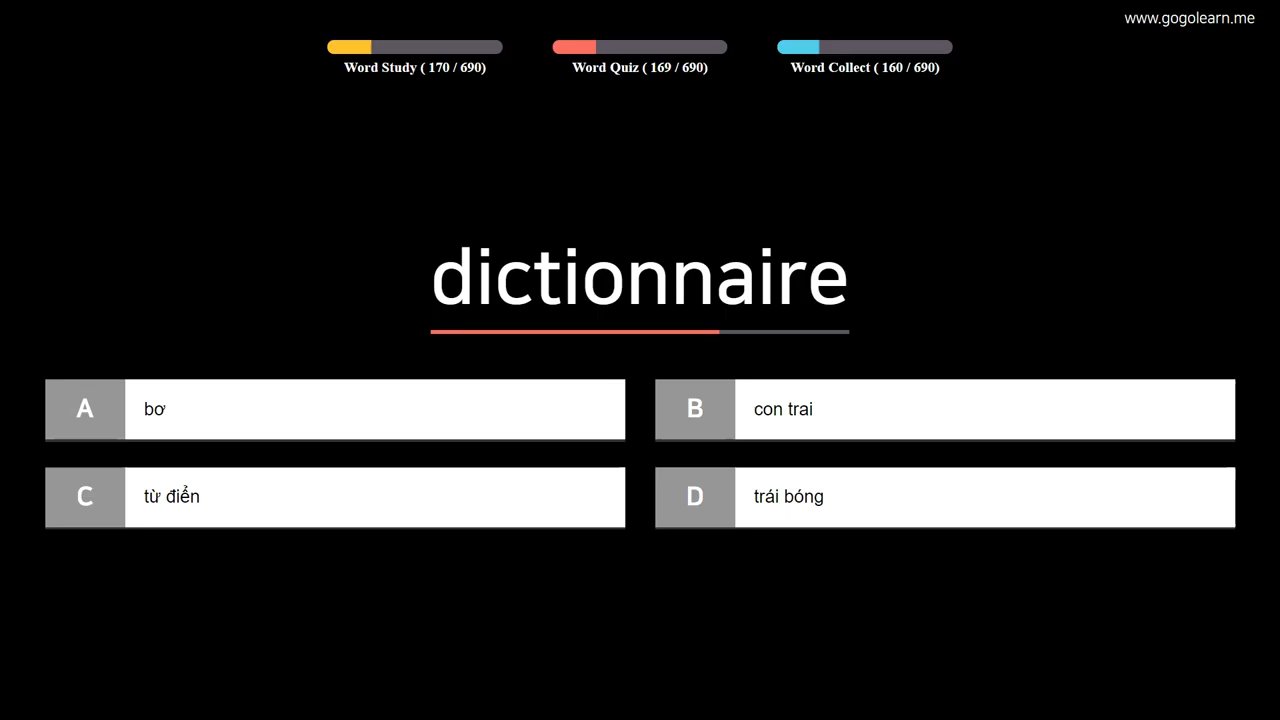 www.gogolearn.me
Word Study ( 170 / 690)
Word Quiz ( 169 / 690)
Word Collect ( 160 / 690)
dictionnaire
A bơ
B con trai
C từ điển
D trái bóng